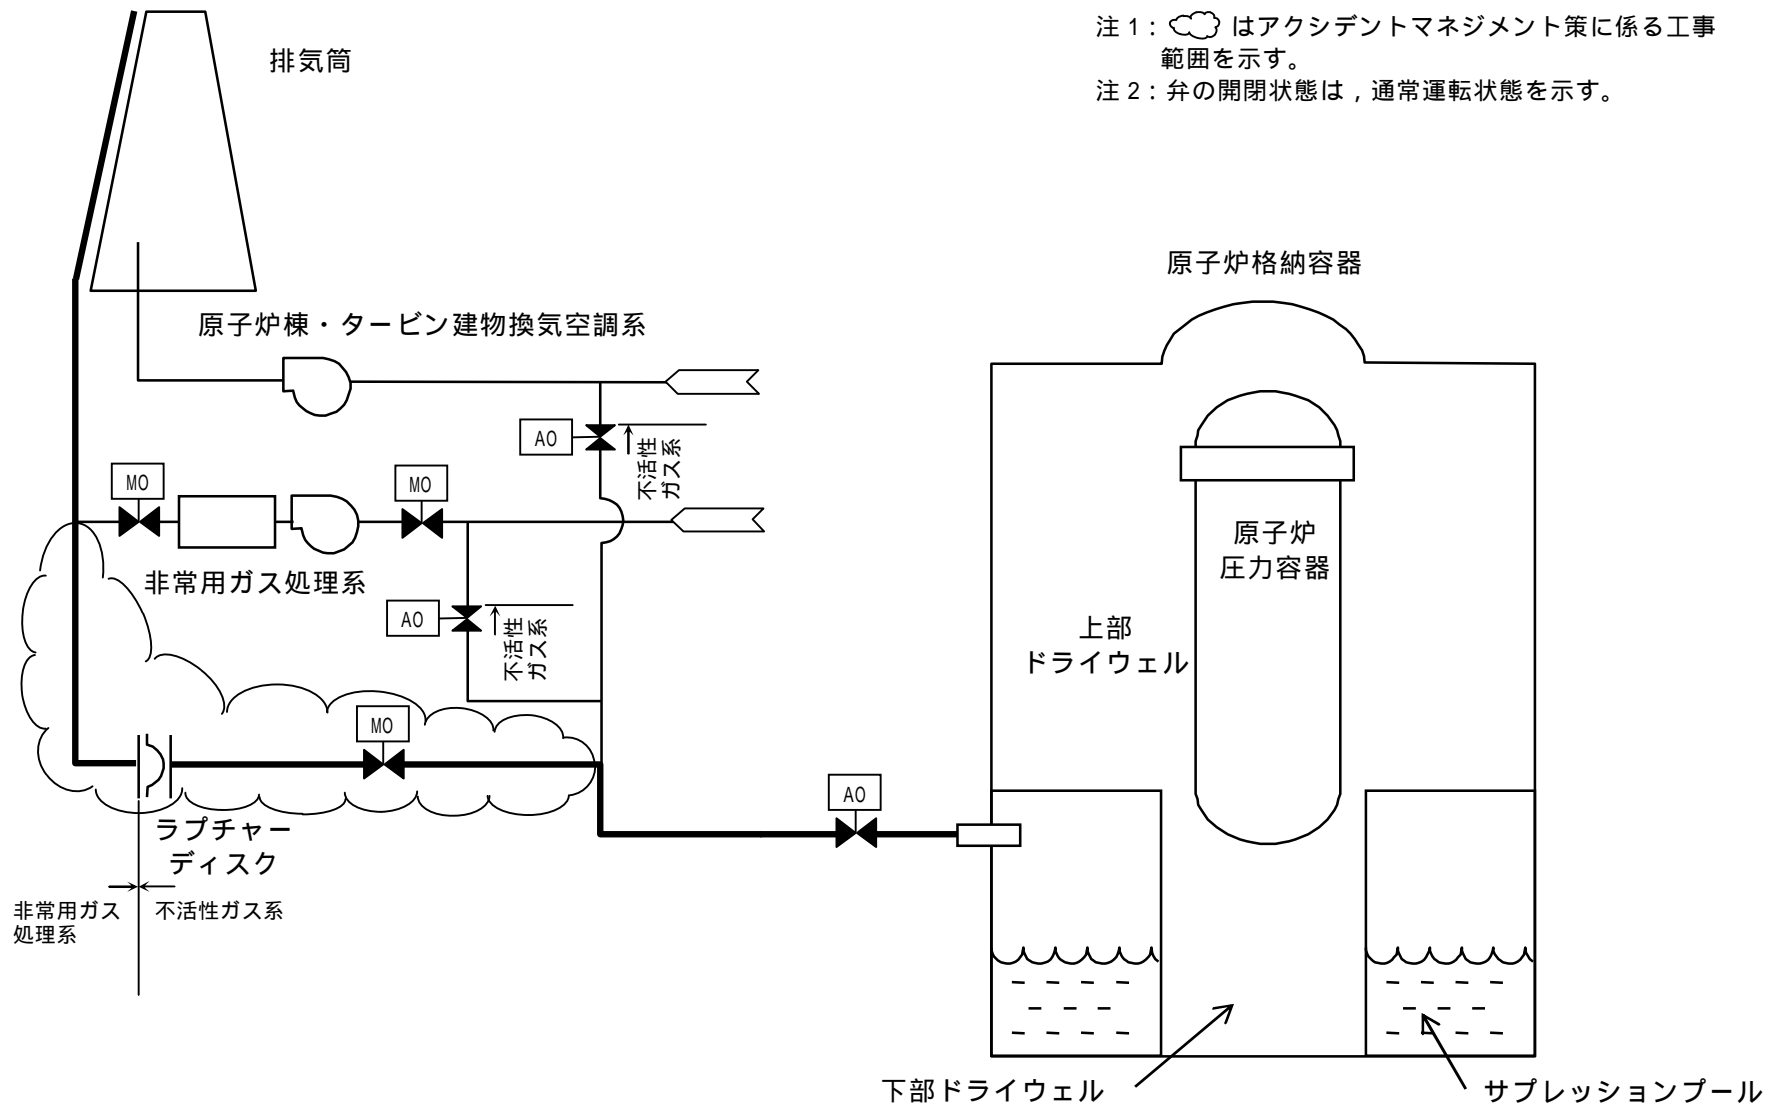 注1: はアクシデントマネジメント策に係る工事
範囲を示す。
注2:弁の開閉状態は,通常運転状態を示す。
排気筒
原子炉格納容器
原子炉棟・タービン建物換気空調系
AO
不活性
ガス系
MO
MO
原子炉
圧力容器
非常用ガス処理系
AO
不活性
ガス系
上部
ドライウェル
MO
AO
ラプチャー
ディスク
非常用ガス
処理系
不活性ガス系
下部ドライウェル
サプレッションプール